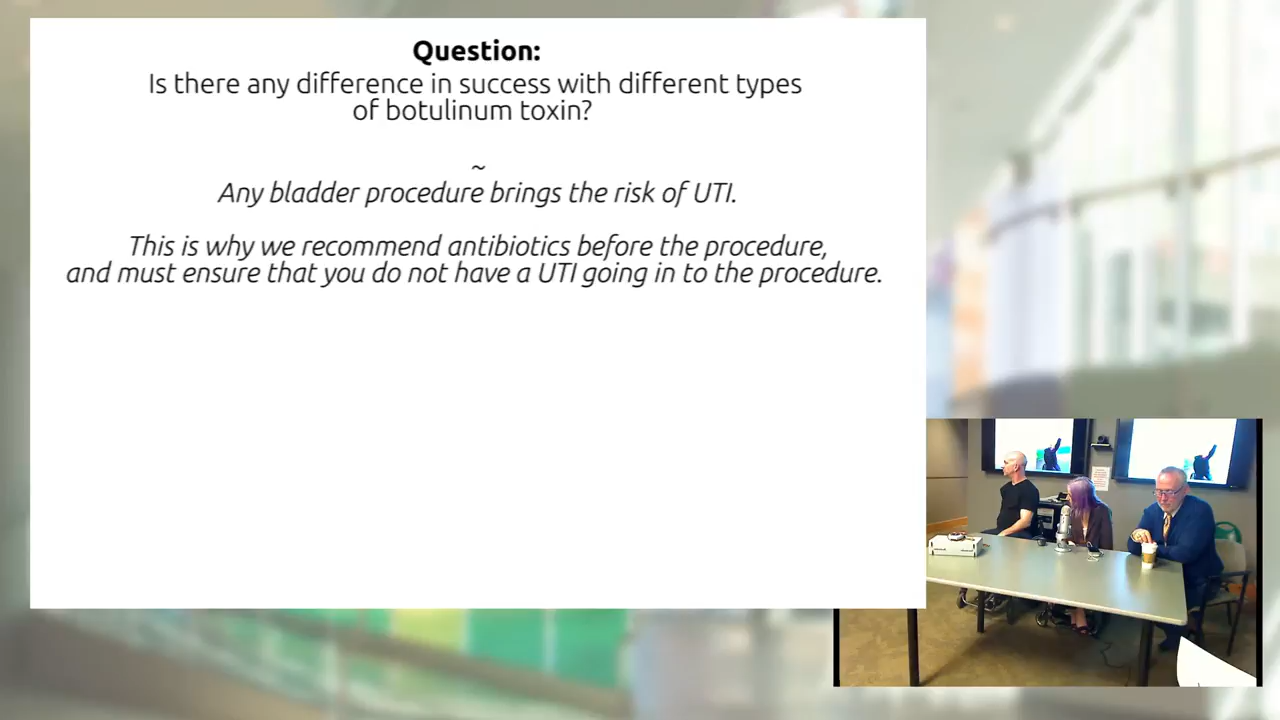 Question:
Is there any difference in success with different types
of botulinum toxin?
~
Any bladder procedure brings the risk of UTI.
This is why we recommend antibiotics before the procedure,
and must ensure that you do not have a UTI going in to the procedure.